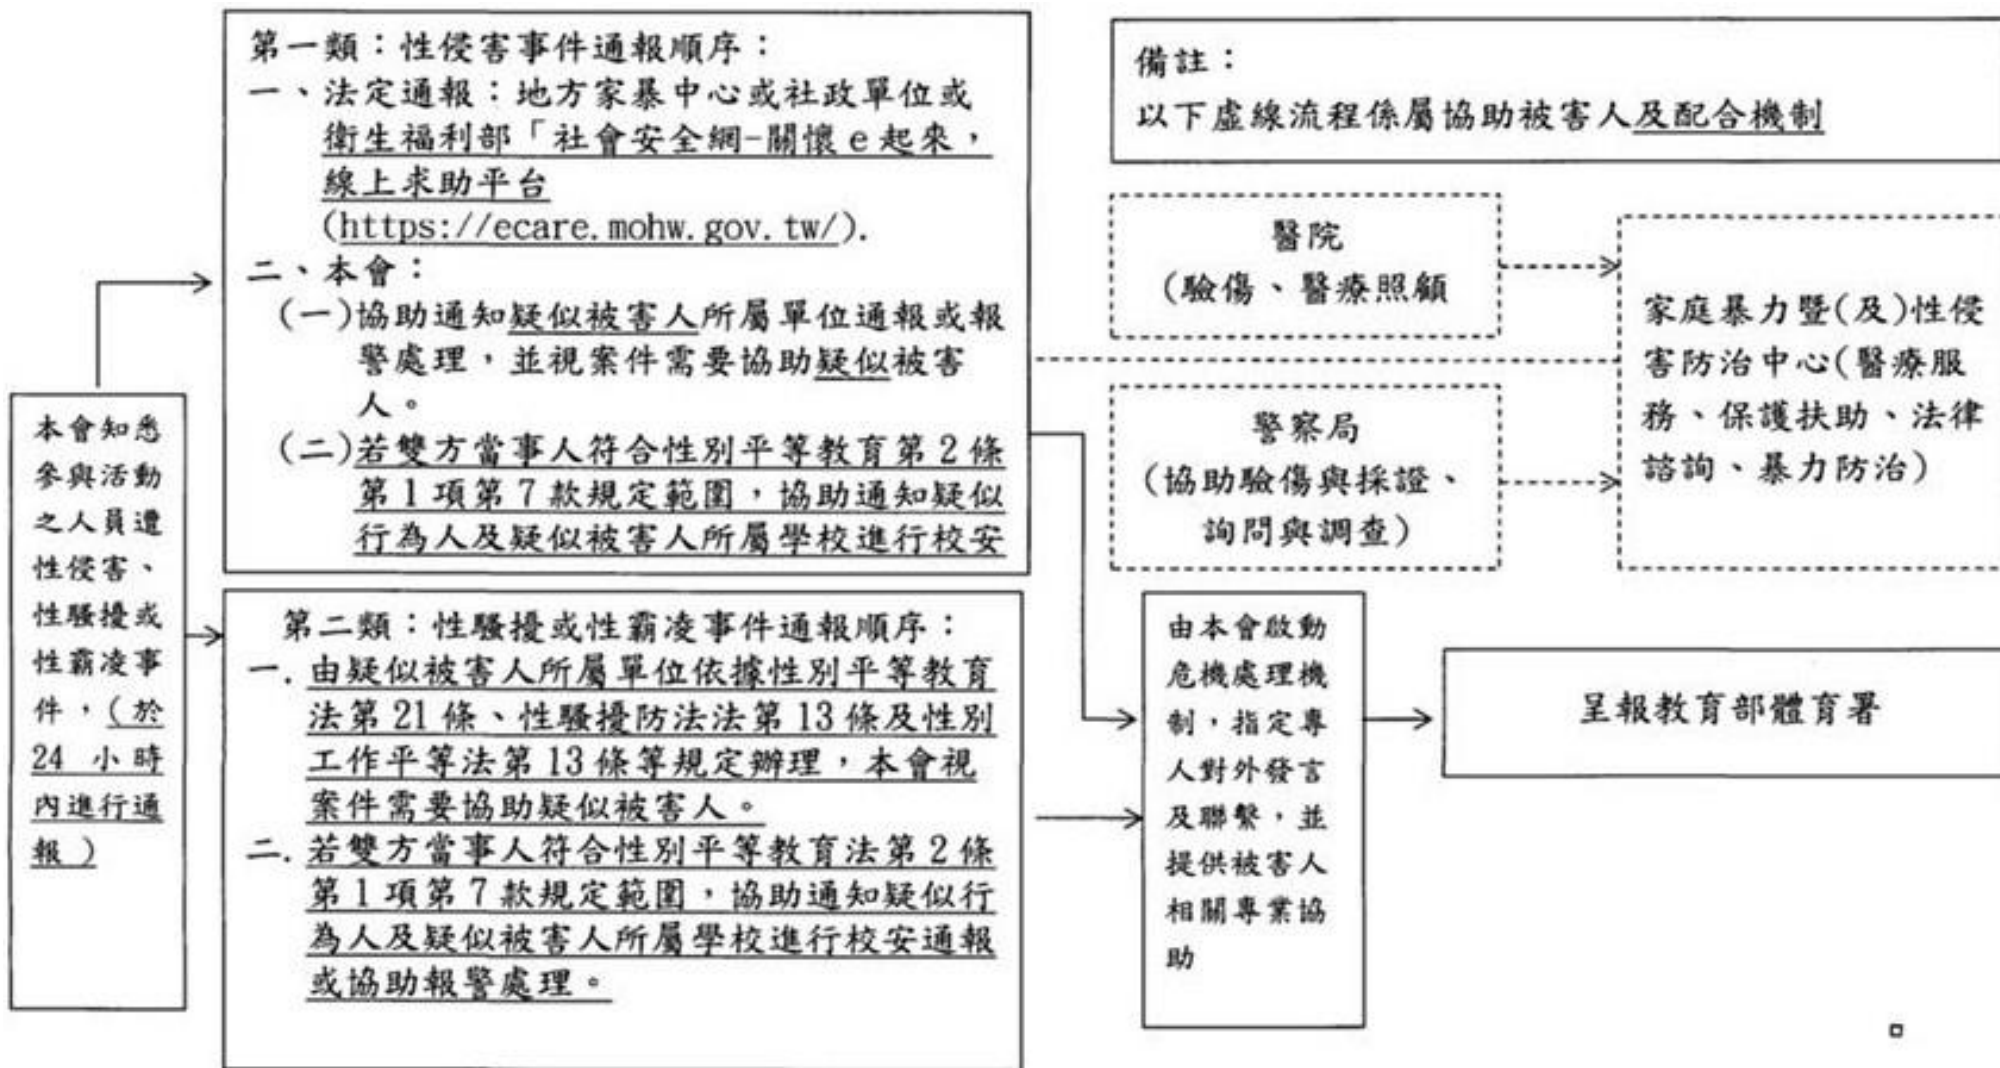 本會知悉
參與活動
之人員遭
性侵害、
性騷擾或
性霸凌事
件，(於
24 小時
內進行通
報)
第一類：性侵害事件通報順序：
一、法定通報：地方家暴中心或社政單位或
衛生福利部「社會安全網-關懷 e 起來，
線上求助平台
(https://ecare.mohw.gov.tw/).
二、本會：
(一)協助通知疑似被害人所屬單位通報或報
警處理，並視案件需要協助疑似被害
人。
(二)若雙方當事人符合性別平等教育第 2 條
第 1 項第 7 款規定範圍，協助通知疑似
行為人及疑似被害人所屬學校進行校安
第二類：性騷擾或性霸凌事件通報順序：
一. 由疑似被害人所屬單位依據性別平等教育
法第 21 條、性騷擾防法法第 13 條及性別
工作平等法第 13 條等規定辦理，本會視
案件需要協助疑似被害人。
二. 若雙方當事人符合性別平等教育法第 2 條
第 1 項第 7 款規定範圍，協助通知疑似行
為人及疑似被害人所屬學校進行校安通報
或協助報警處理。
備註：
以下虛線流程係屬協助被害人及配合機制
醫院
(驗傷、醫療照顧
警察局
(協助驗傷與採證、
詢問與調查)
家庭暴力暨(及)性侵
害防治中心(醫療服
務、保護扶助、法律
諮詢、暴力防治)
由本會啟動
危機處理機
制，指定專
人對外發言
及聯繫，並
提供被害人
相關專業協
助
呈報教育部體育署